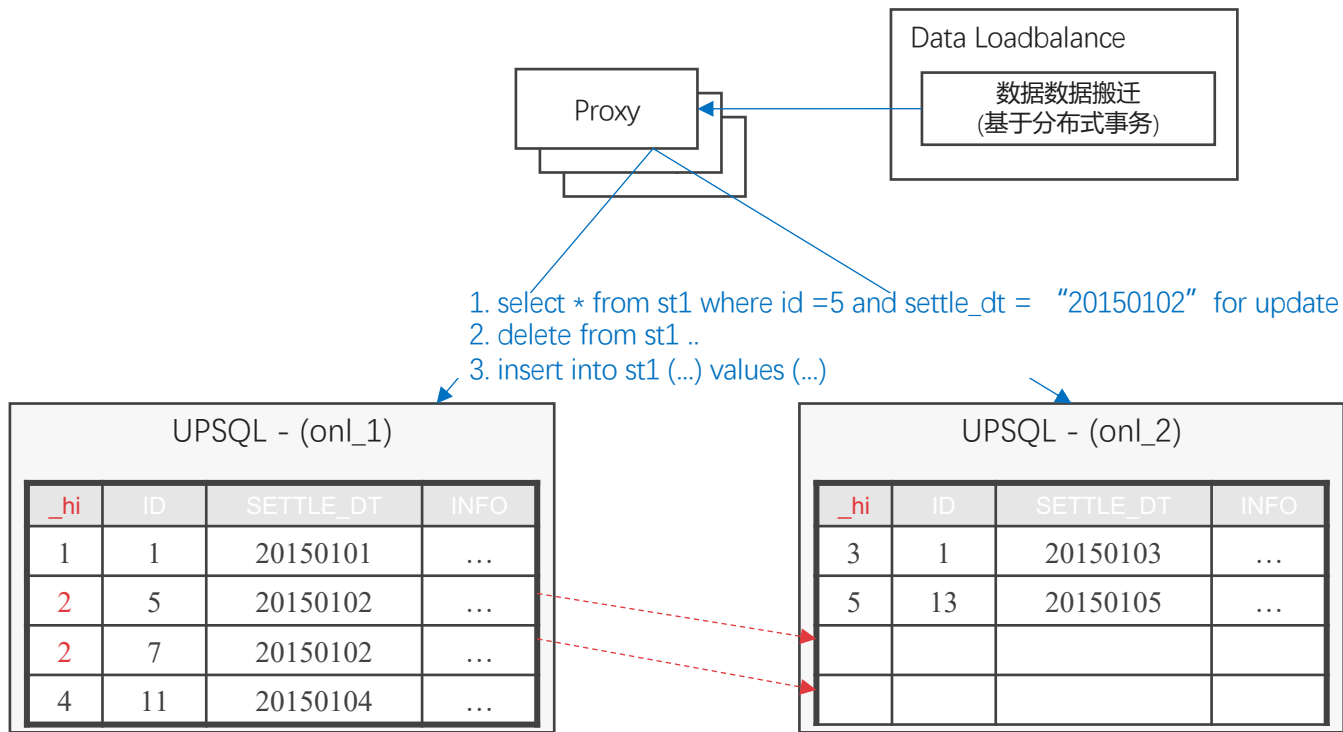 Data Loadbalance
数据数据搬迁
(基于分布式事务)
Proxy
1. select * from st1 where id =5 and settle_dt = “20150102” for update
2. delete from st1 ..
3. insert into st1 (...) values (...)
UPSQL - (onl_1)
_hi ID SETTLE_DT INFO
1 1 20150101 …
2 5 20150102 …
2 7 20150102 …
4 11 20150104 …
UPSQL - (onl_2)
_hi ID SETTLE_DT INFO
3 1 20150103 …
5 13 20150105 …